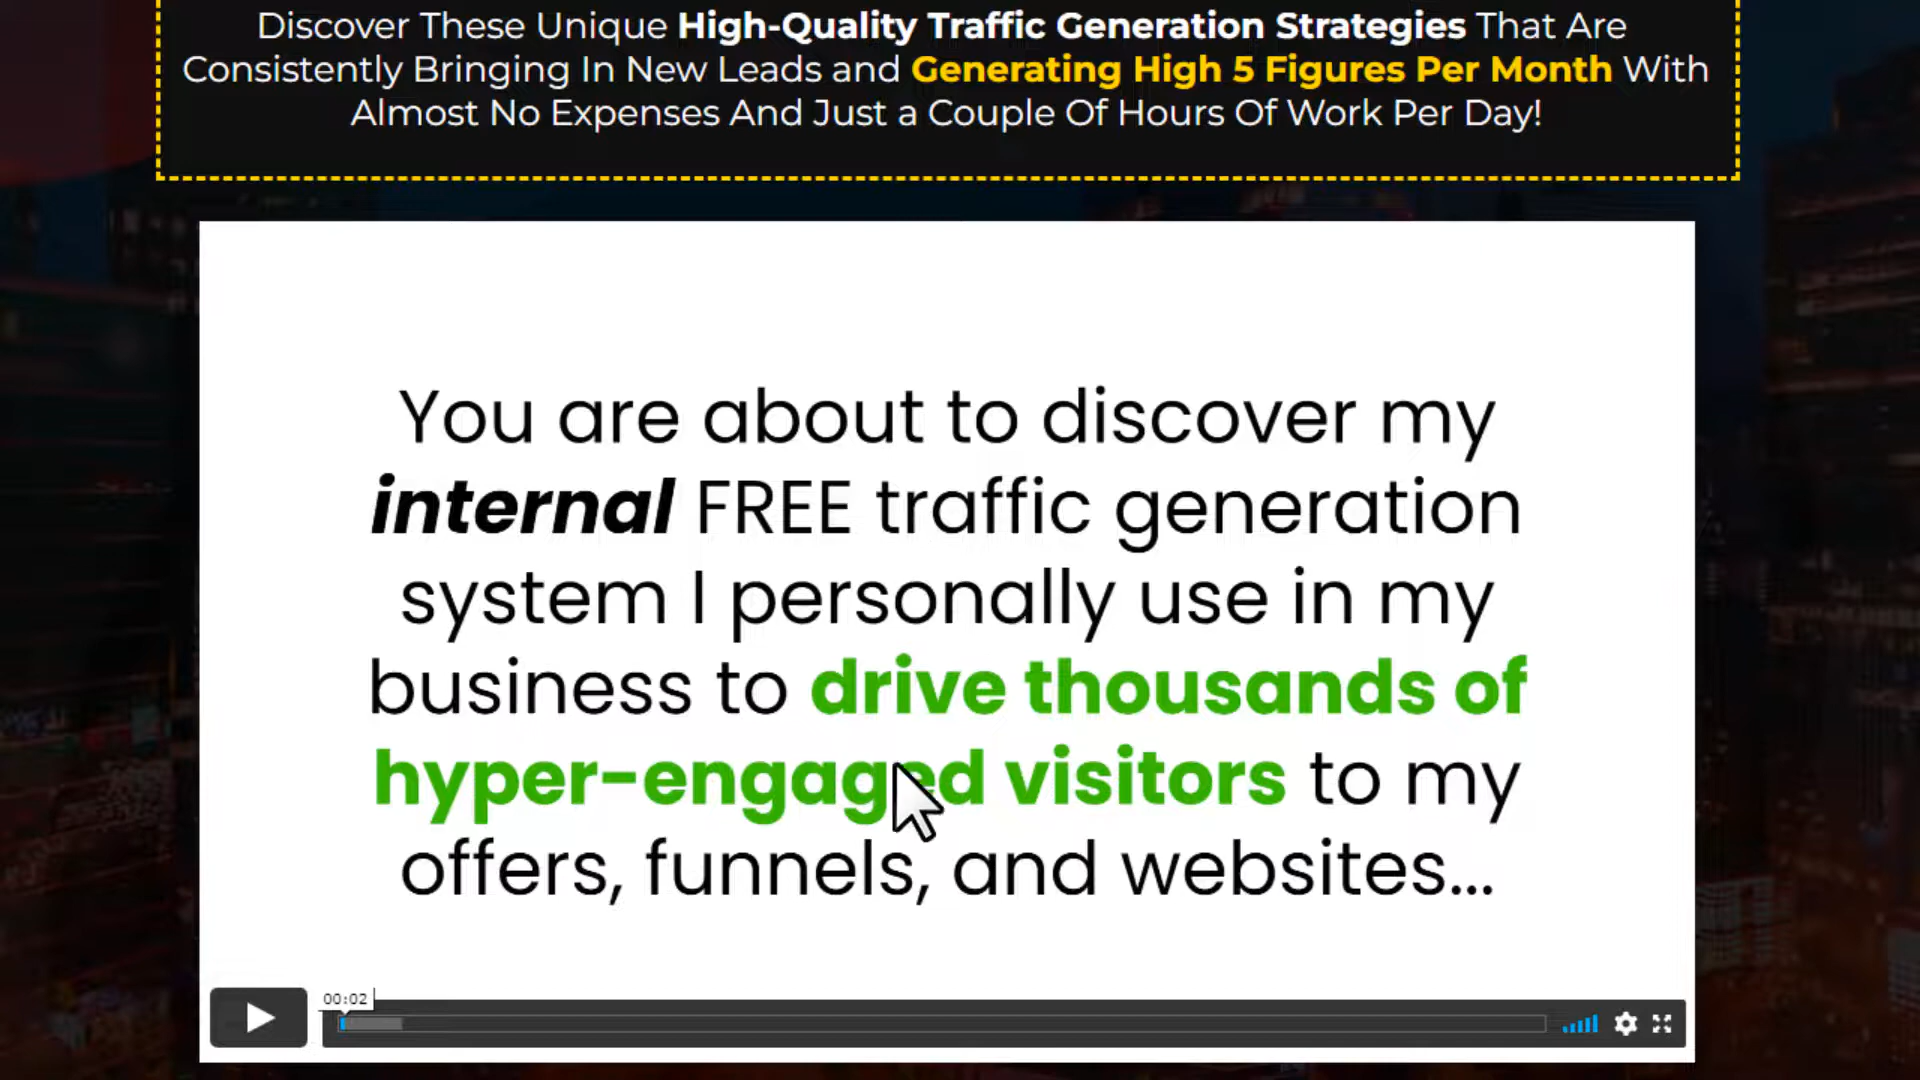 Discover These Unique High-Quality Traffic Generation Strategies That Are
Consistently Bringing In New Leads and Generating High 5 Figures Per Month With
Almost No Expenses And Just a Couple Of Hours Of Work Per Day!
You are about to discover my
internal FREE traffic generation
system I personally use in my
business to drive thousands of
hyper-engaged visitors to my
offers, funnels, and websites...
00:02